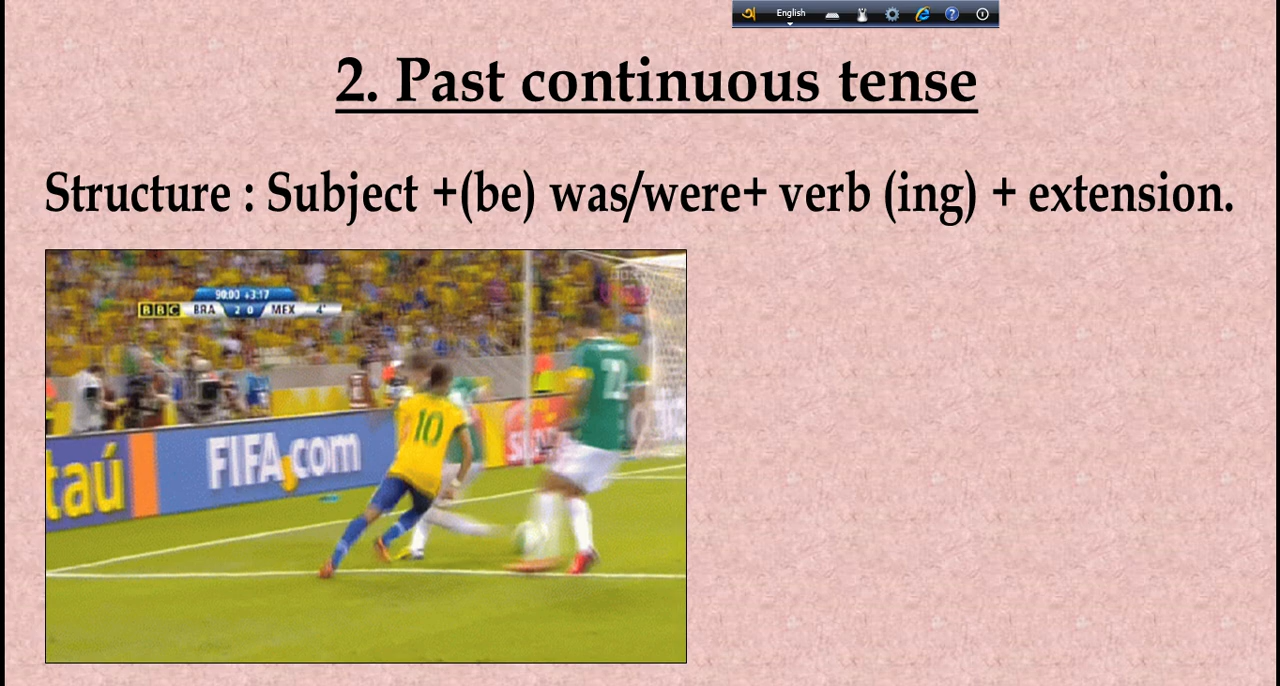 English
2. Past continuous tense
Structure : Subject +(be) was/were+ verb (ing) + extension.
90:00 +3:17
BBC BRA 2 0 MEX 4'
10
22
taú
FIFA.com